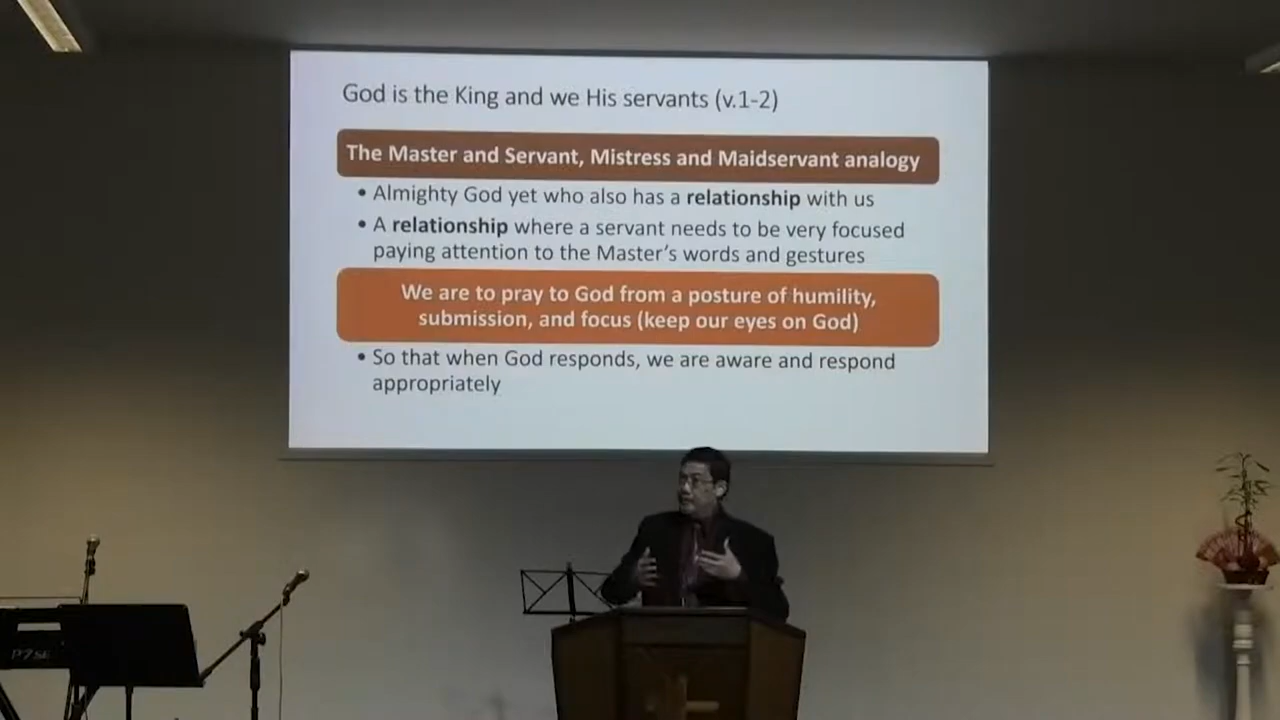 God is the King and we His servants (v.1-2)
The Master and Servant, Mistress and Maidservant analogy
• Almighty God yet who also has a relationship with us
• A relationship where a servant needs to be very focused
paying attention to the Master's words and gestures
We are to pray to God from a posture of humility,
submission, and focus (keep our eyes on God)
• So that when God responds, we are aware and respond
appropriately
P7SE